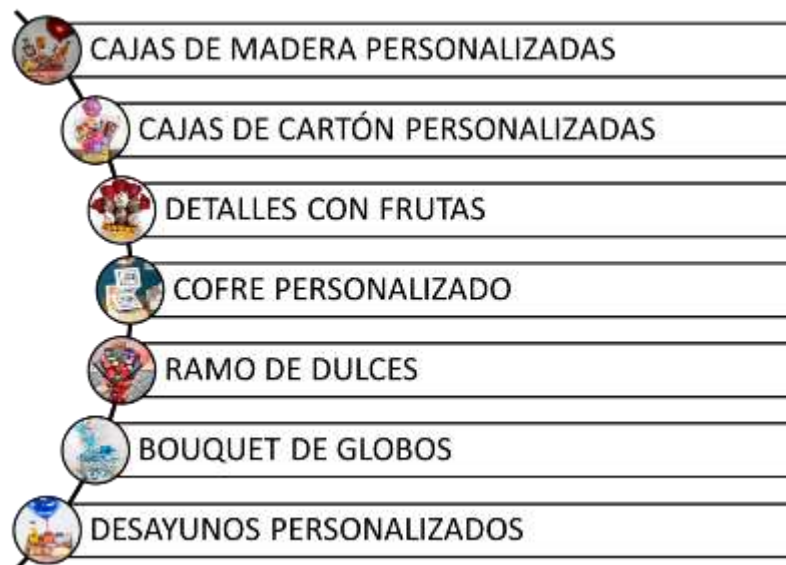 CAJAS DE MADERA PERSONALIZADAS
CAJAS DE CARTÓN PERSONALIZADAS
DETALLES CON FRUTAS
COFRE PERSONALIZADO
RAMO DE DULCES
BOUQUET DE GLOBOS
DESAYUNOS PERSONALIZADOS